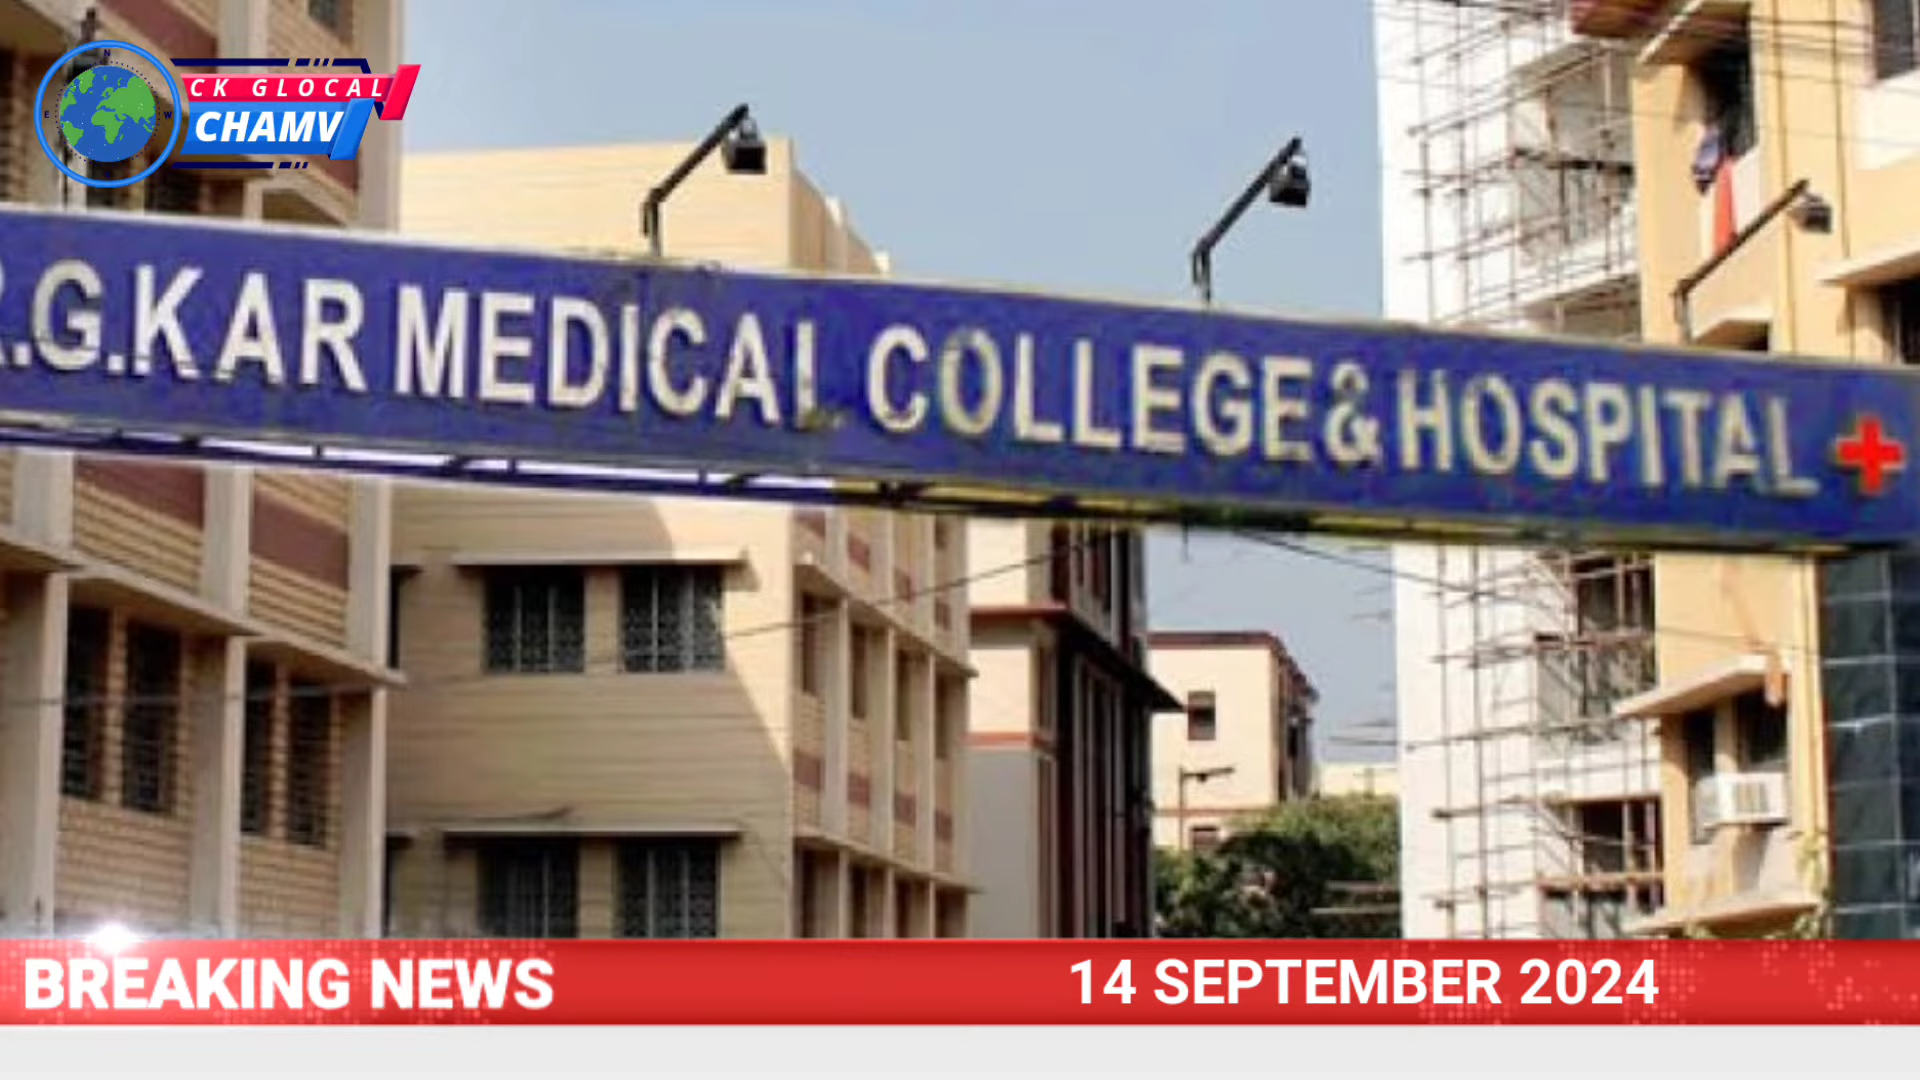 CK GLOCAL
CHAMV
R.G.KAR MEDICAL COLLEGE & HOSPITAL
BREAKING NEWS
14 SEPTEMBER 2024